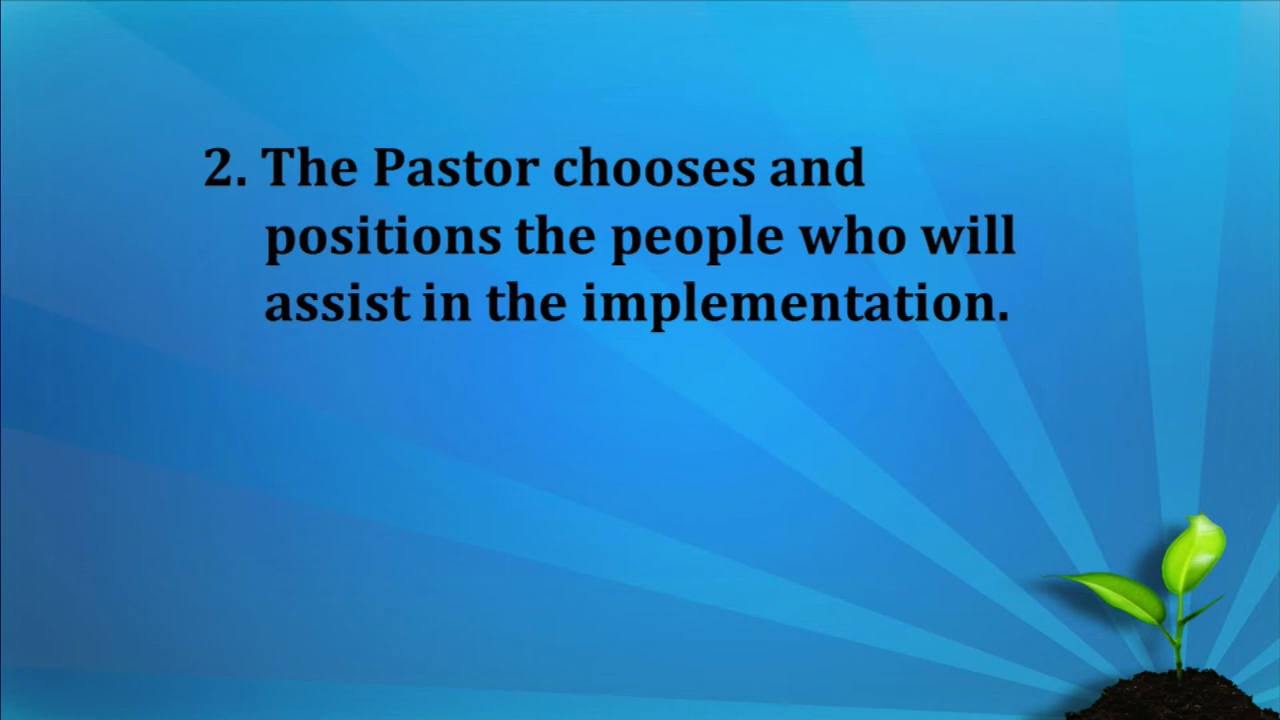 2. The Pastor chooses and
positions the people who will
assist in the implementation.